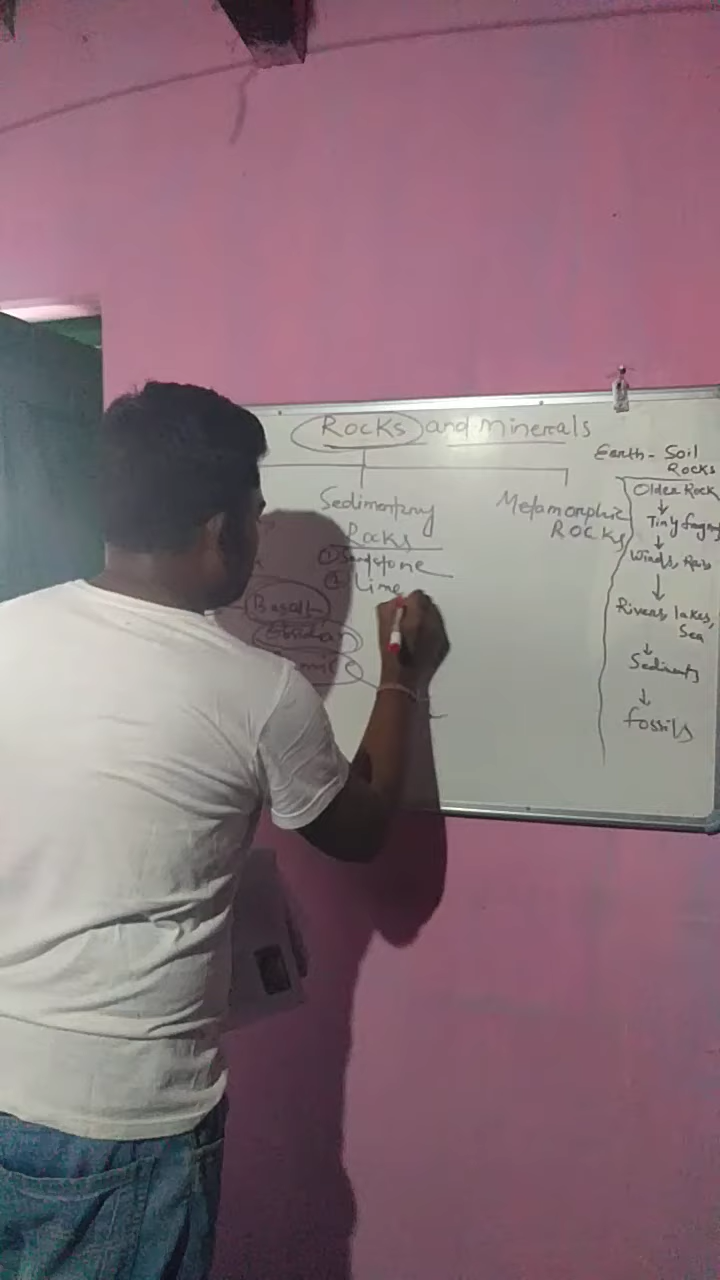 Rocks and minerals
Sedimentary
Rocks
① Sandstone
② Lime
Basalt
Metamorphic
ROCKS
Earth - Soil
Rocks
Older Rock
↓
Tiny
↓
Winds, Rain
↓
Rivers, lakes,
Sea
↓
Sediments
↓
fossils